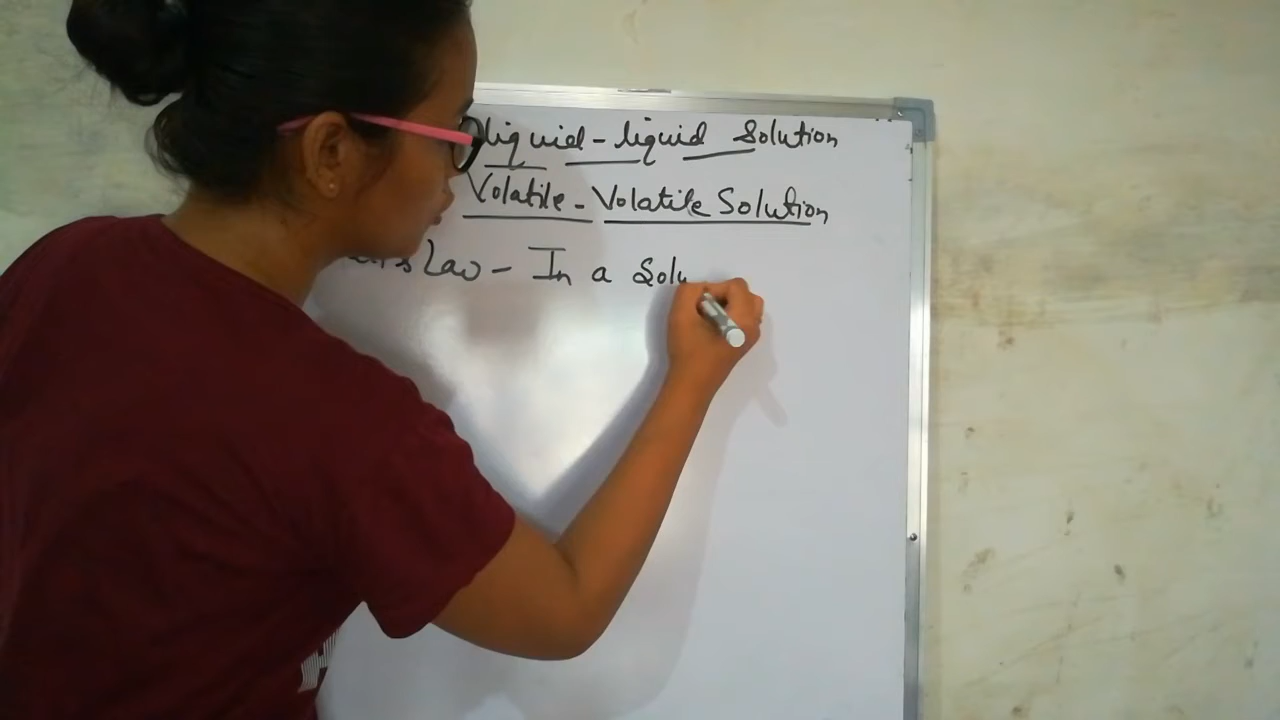 liquid-liquid Solution
Volatile-Volatile Solution
Law - In a Solu